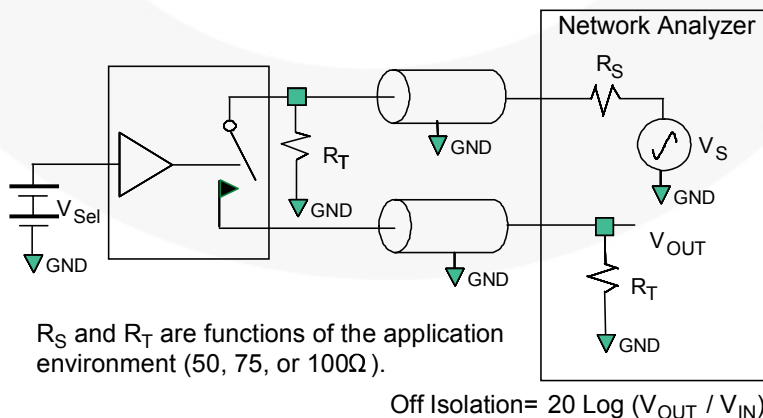 Network Analyzer
R_S
GND
V_S
R_T
V_Sel
GND
GND
GND
GND
V_OUT
R_T
GND
R_S and R_T are functions of the application
environment (50, 75, or 100Ω).
Off Isolation= 20 Log (V_OUT / V_IN)